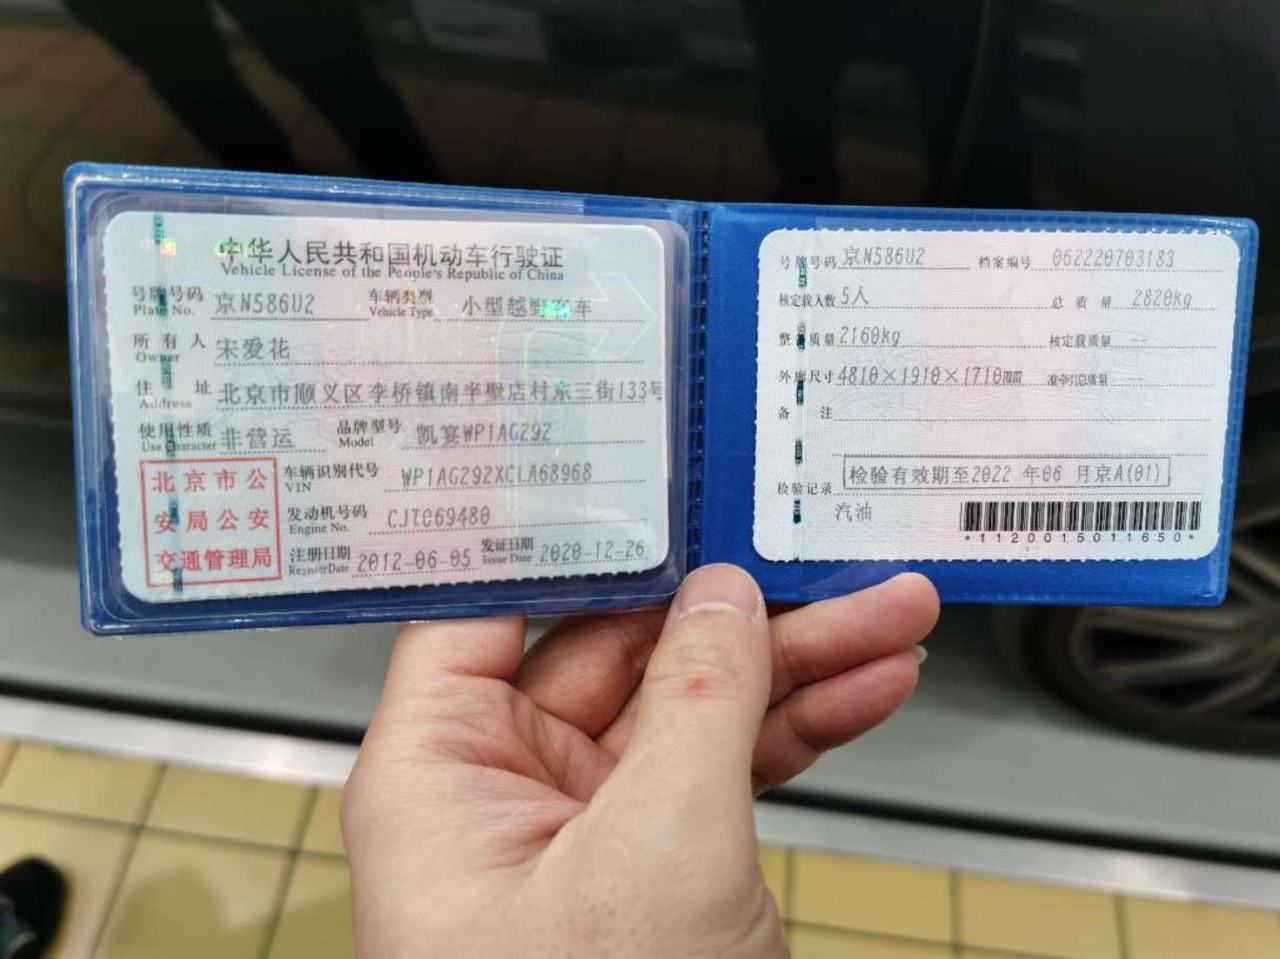 中国
中华人民共和国机动车行驶证
Vehicle License of the People's Republic of China
号牌号码 京N586U2 车辆类型 小型越野客车
Plate No. Vehicle Type
所有人 宋爱花
Owner
住址 北京市顺义区李桥镇南半壁店村东三街133号
Address
使用性质 非营运 品牌型号 凯宴WP1AG292
Use Character Model
北京市公
安局公安
交通管理局
车辆识别代号 WP1AG292XCLA68968
VIN
发动机号码 CJT069480
Engine No.
注册日期 2012-06-05 发证日期 2020-12-26
Register Date Issue Date
号牌号码 京N586U2 档案编号 062220703183
核定载人数 5人 总质量 2820kg
整备质量 2160kg 核定载质量 --
外廓尺寸 4810×1910×1710mm 准牵引总质量 --
备注
检验记录 检验有效期至2022年06月京A(01)
汽油
*1120015011650*